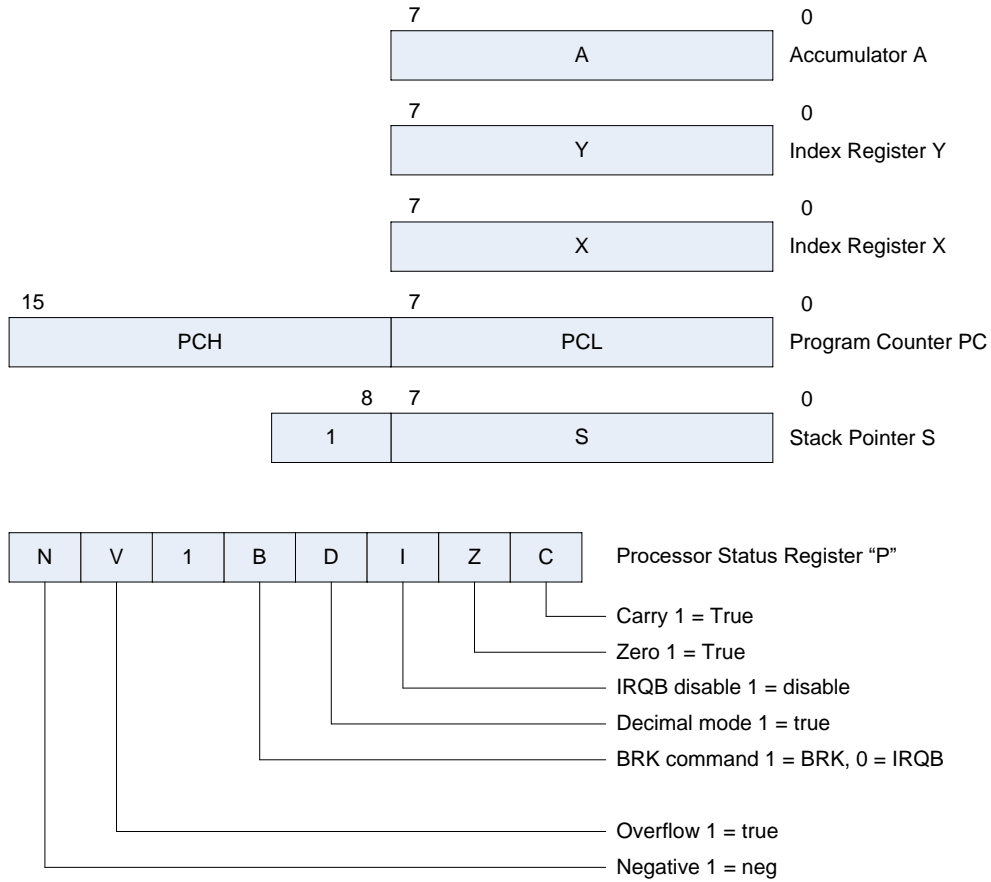 7 0
A Accumulator A
7 0
Y Index Register Y
7 0
X Index Register X
15 7 0
PCH PCL Program Counter PC
8 7 0
1 S Stack Pointer S
N V 1 B D I Z C Processor Status Register “P”
Carry 1 = True
Zero 1 = True
IRQB disable 1 = disable
Decimal mode 1 = true
BRK command 1 = BRK, 0 = IRQB
Overflow 1 = true
Negative 1 = neg